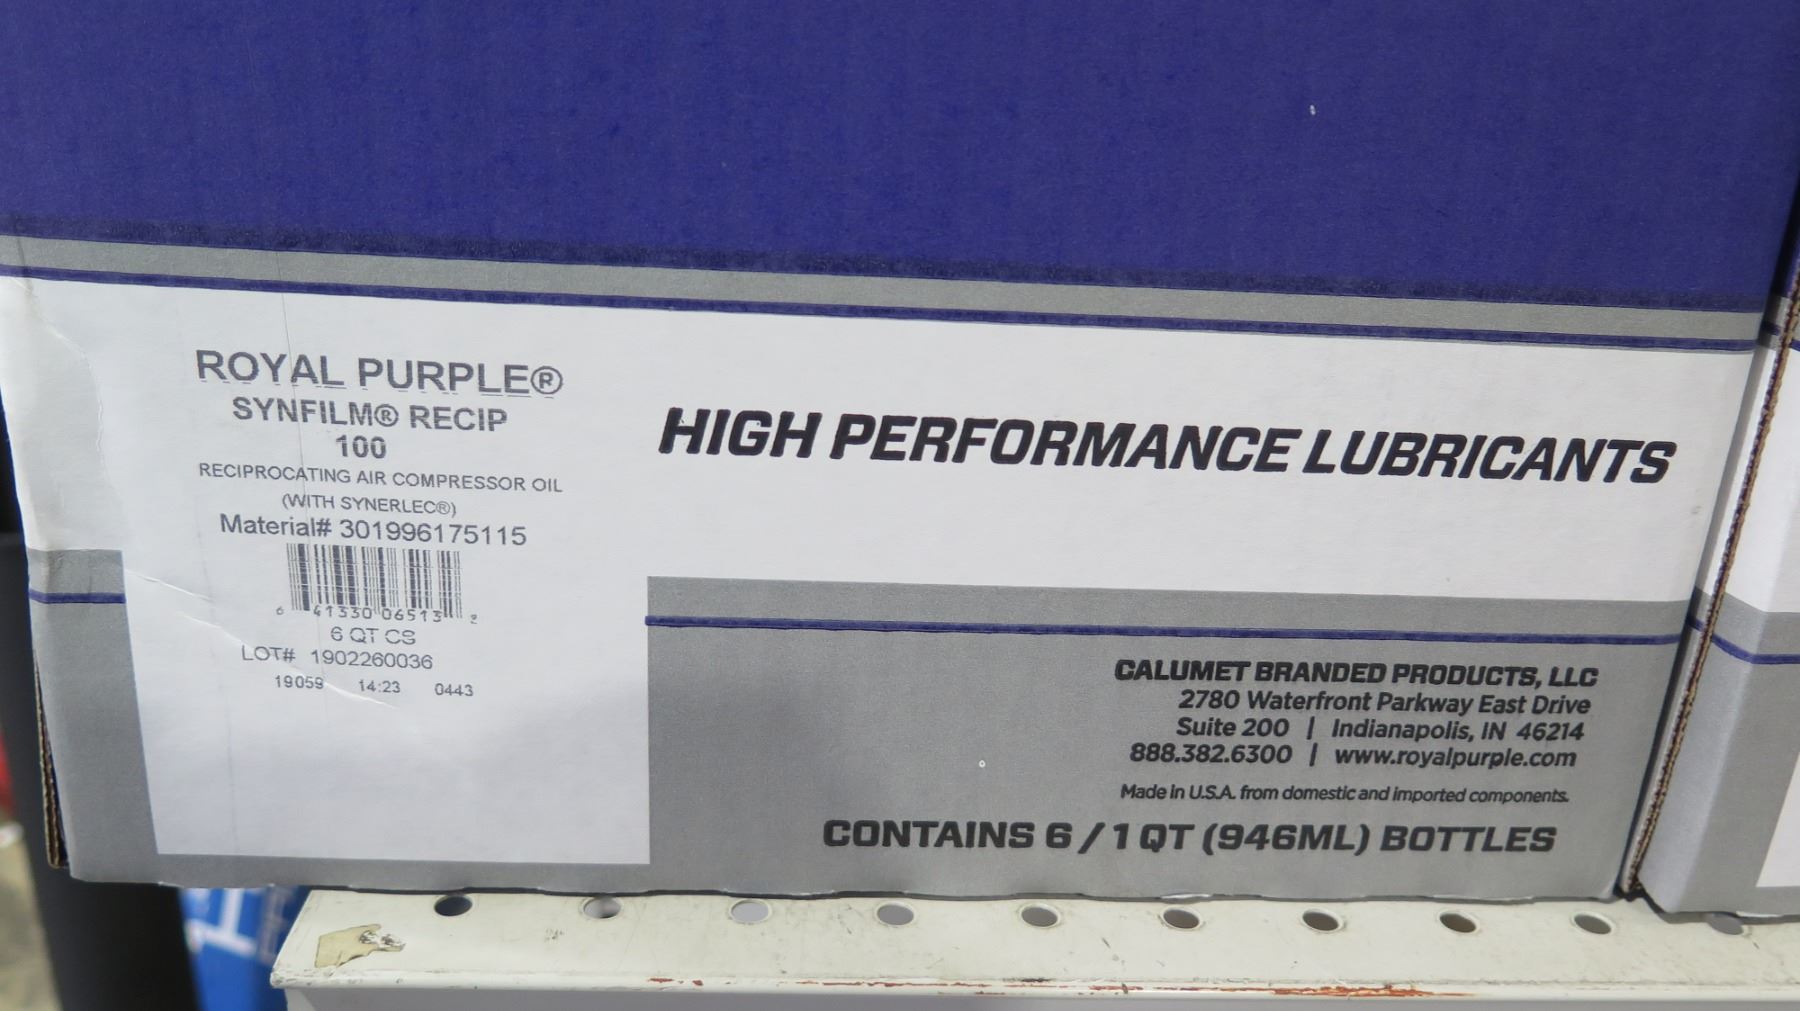 ROYAL PURPLE®
SYNFILM® RECIP
100
RECIPROCATING AIR COMPRESSOR OIL
(WITH SYNERLEC®)
Material# 301996175115
6 41330 06513 2
6 QT CS
LOT# 1902260036
19059 14:23 0443
HIGH PERFORMANCE LUBRICANTS
CALUMET BRANDED PRODUCTS, LLC
2780 Waterfront Parkway East Drive
Suite 200 | Indianapolis, IN 46214
888.382.6300 | www.royalpurple.com
Made in U.S.A. from domestic and imported components.
CONTAINS 6 / 1 QT (946ML) BOTTLES